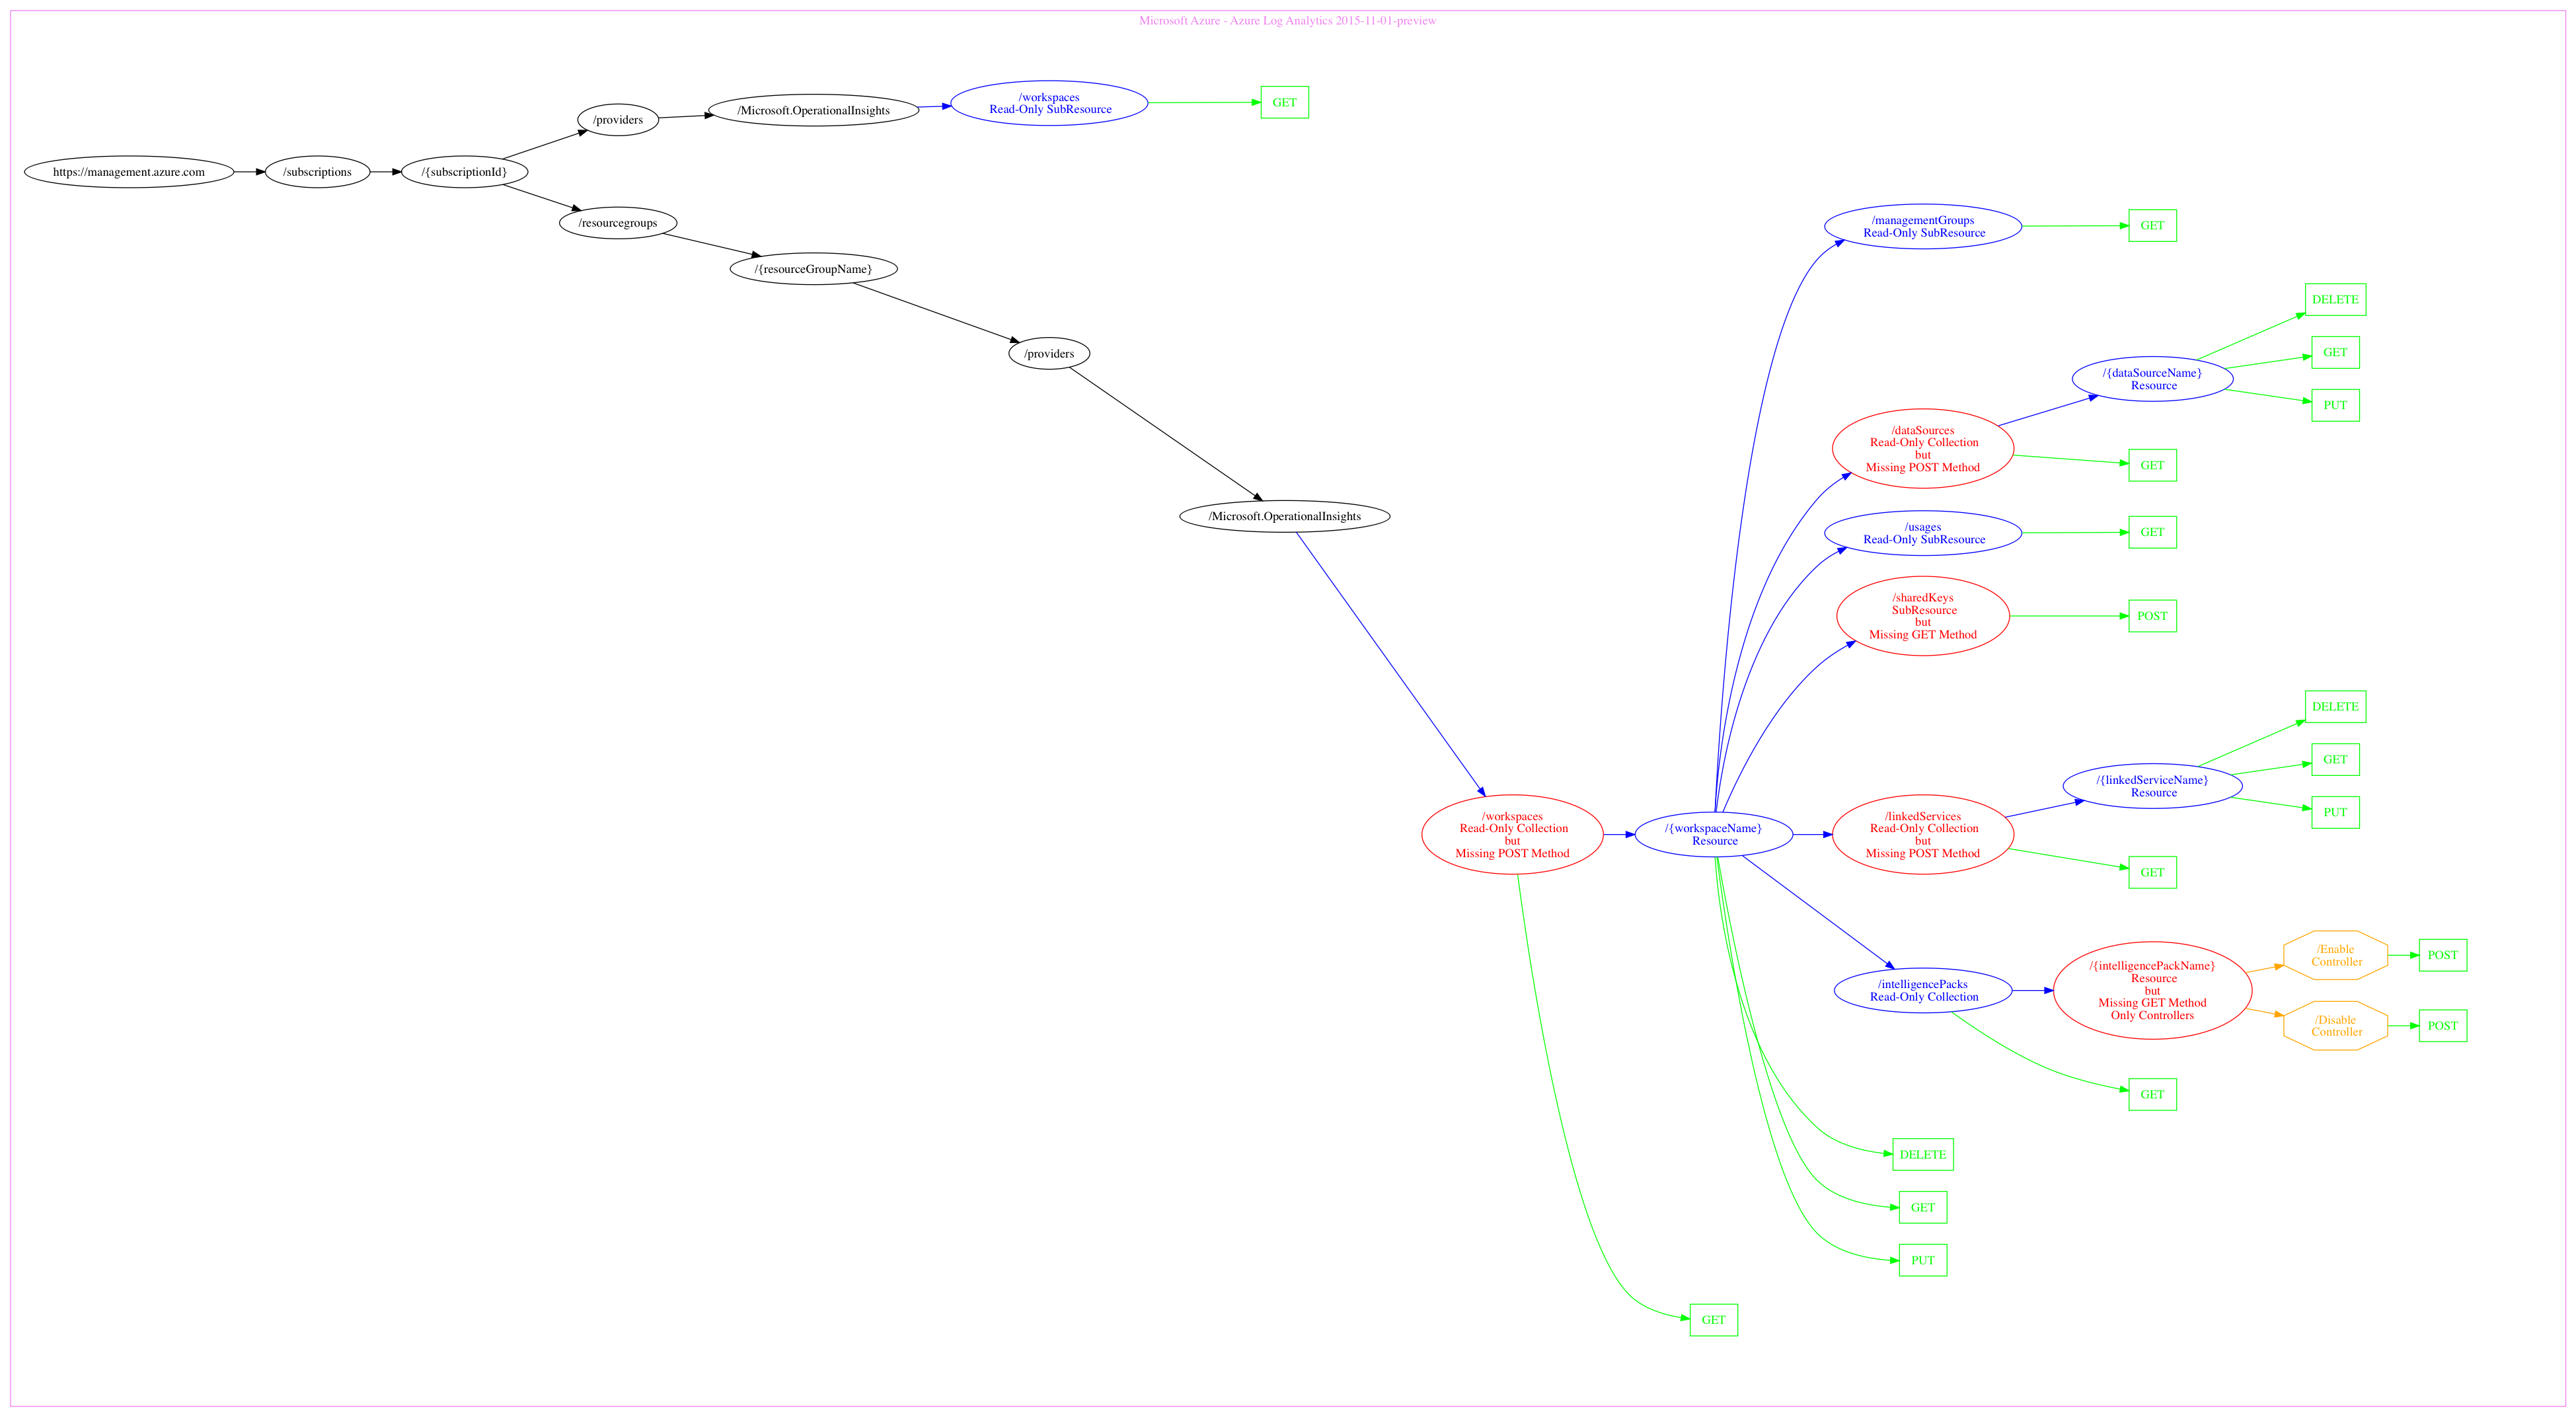 Microsoft Azure - Azure Log Analytics 2015-11-01-preview
https://management.azure.com
/subscriptions
/{subscriptionId}
/providers
/Microsoft.OperationalInsights
/workspaces
Read-Only SubResource
GET
/resourcegroups
/{resourceGroupName}
/providers
/Microsoft.OperationalInsights
/workspaces
Read-Only Collection
but
Missing POST Method
GET
/{workspaceName}
Resource
/managementGroups
Read-Only SubResource
GET
/dataSources
Read-Only Collection
but
Missing POST Method
/{dataSourceName}
Resource
DELETE
GET
PUT
GET
/usages
Read-Only SubResource
GET
/sharedKeys
SubResource
but
Missing GET Method
POST
/linkedServices
Read-Only Collection
but
Missing POST Method
/{linkedServiceName}
Resource
DELETE
GET
PUT
GET
/intelligencePacks
Read-Only Collection
/{intelligencePackName}
Resource
but
Missing GET Method
Only Controllers
/Enable
Controller
POST
/Disable
Controller
POST
GET
DELETE
GET
PUT